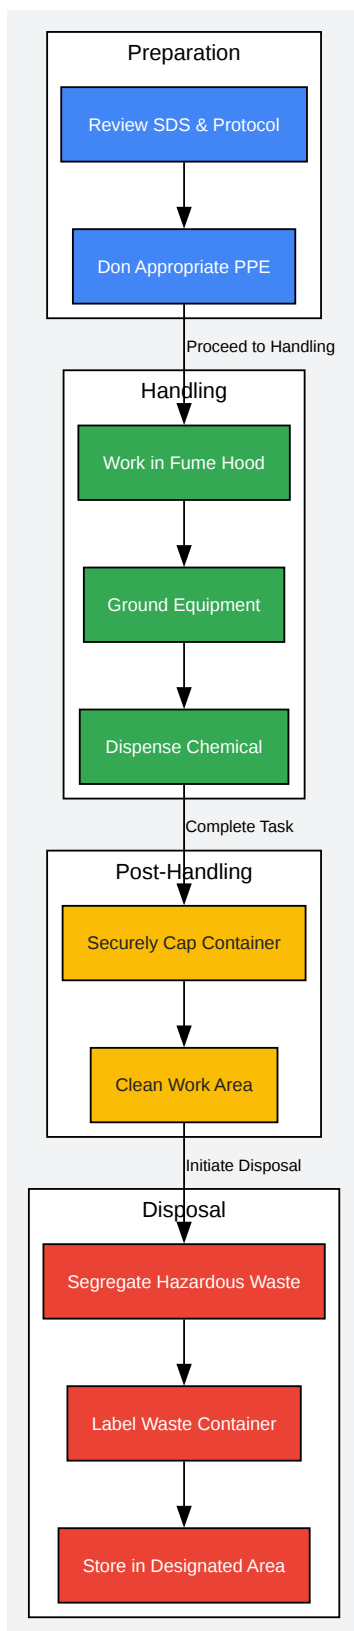 Preparation
Review SDS & Protocol
Don Appropriate PPE
Proceed to Handling
Handling
Work in Fume Hood
Ground Equipment
Dispense Chemical
Complete Task
Post-Handling
Securely Cap Container
Clean Work Area
Initiate Disposal
Disposal
Segregate Hazardous Waste
Label Waste Container
Store in Designated Area